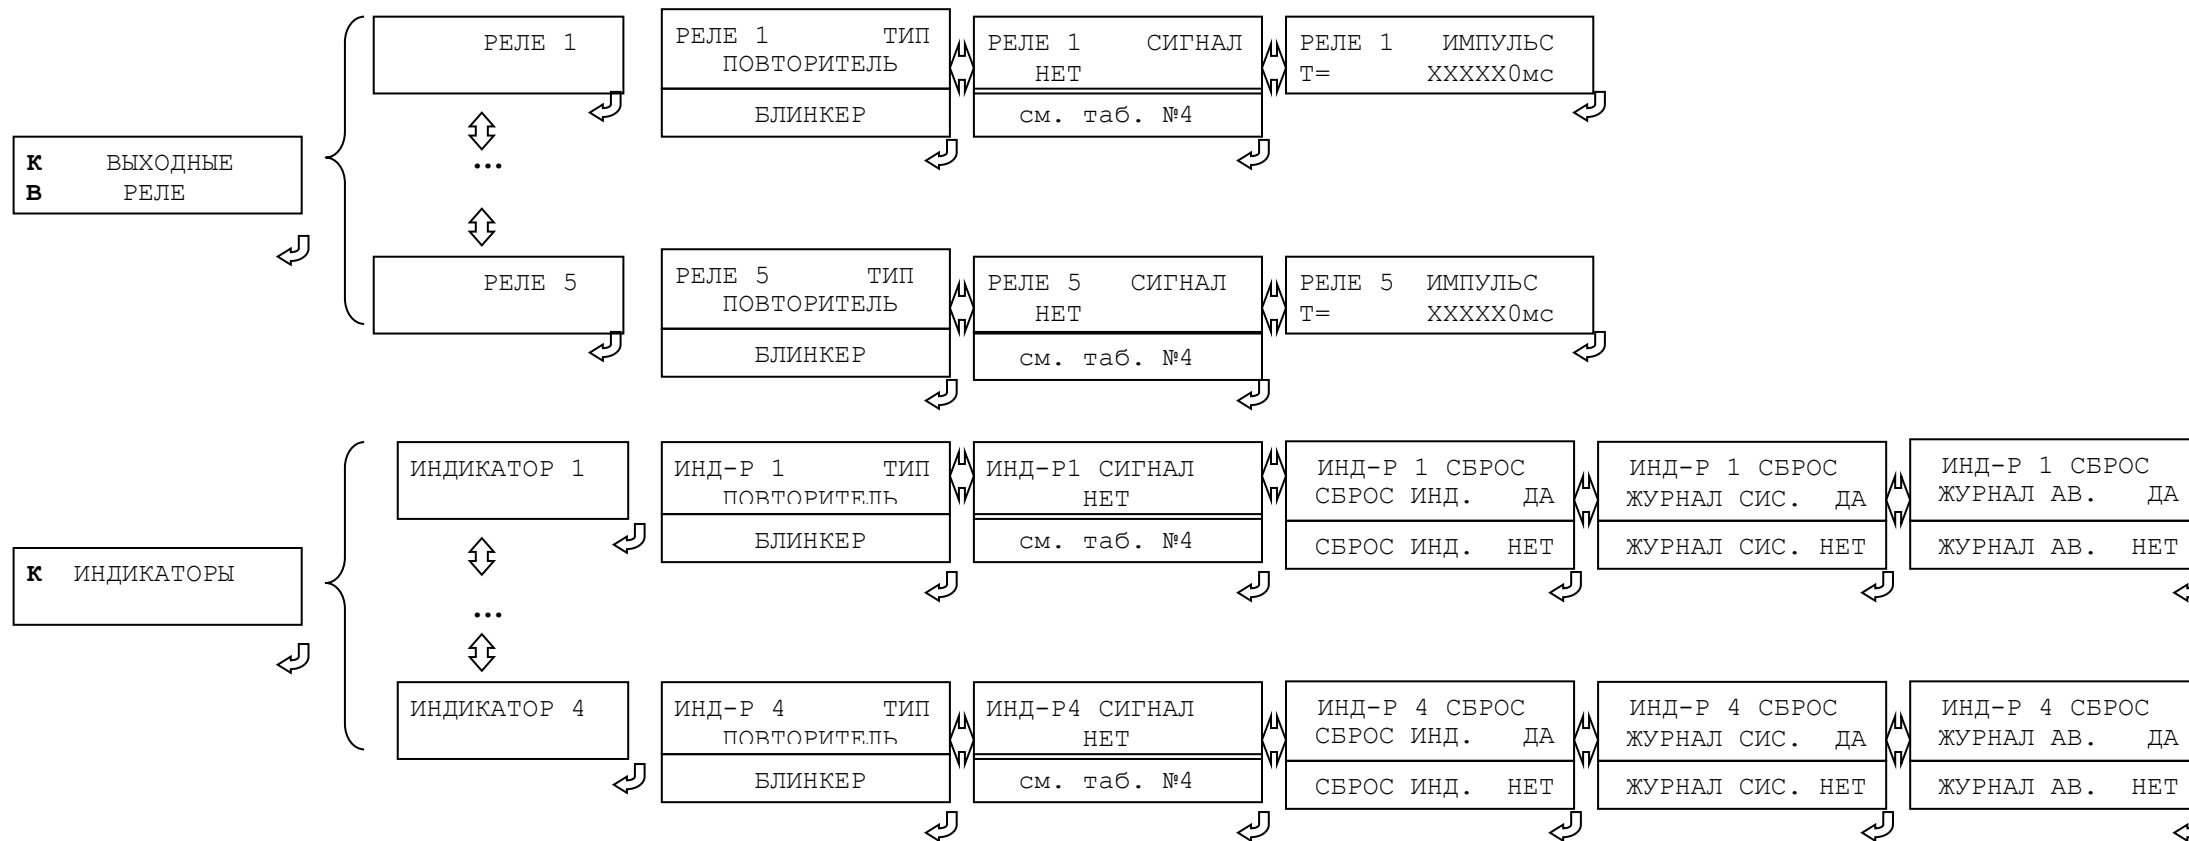 РЕЛЕ 1
РЕЛЕ 1 ТИП
ПОВТОРИТЕЛЬ
БЛИНКЕР
РЕЛЕ 1 СИГНАЛ
НЕТ
см. таб. №4
РЕЛЕ 1 ИМПУЛЬС
Т= ХХХХХ0мс
К ВЫХОДНЫЕ
В РЕЛЕ
...
РЕЛЕ 5
РЕЛЕ 5 ТИП
ПОВТОРИТЕЛЬ
БЛИНКЕР
РЕЛЕ 5 СИГНАЛ
НЕТ
см. таб. №4
РЕЛЕ 5 ИМПУЛЬС
Т= ХХХХХ0мс
ИНДИКАТОР 1
ИНД-Р 1 ТИП
ПОВТОРИТЕЛЬ
БЛИНКЕР
ИНД-Р1 СИГНАЛ
НЕТ
см. таб. №4
ИНД-Р 1 СБРОС
СБРОС ИНД. ДА
СБРОС ИНД. НЕТ
ИНД-Р 1 СБРОС
ЖУРНАЛ СИС. ДА
ЖУРНАЛ СИС. НЕТ
ИНД-Р 1 СБРОС
ЖУРНАЛ АВ. ДА
ЖУРНАЛ АВ. НЕТ
К ИНДИКАТОРЫ
...
ИНДИКАТОР 4
ИНД-Р 4 ТИП
ПОВТОРИТЕЛЬ
БЛИНКЕР
ИНД-Р4 СИГНАЛ
НЕТ
см. таб. №4
ИНД-Р 4 СБРОС
СБРОС ИНД. ДА
СБРОС ИНД. НЕТ
ИНД-Р 4 СБРОС
ЖУРНАЛ СИС. ДА
ЖУРНАЛ СИС. НЕТ
ИНД-Р 4 СБРОС
ЖУРНАЛ АВ. ДА
ЖУРНАЛ АВ. НЕТ